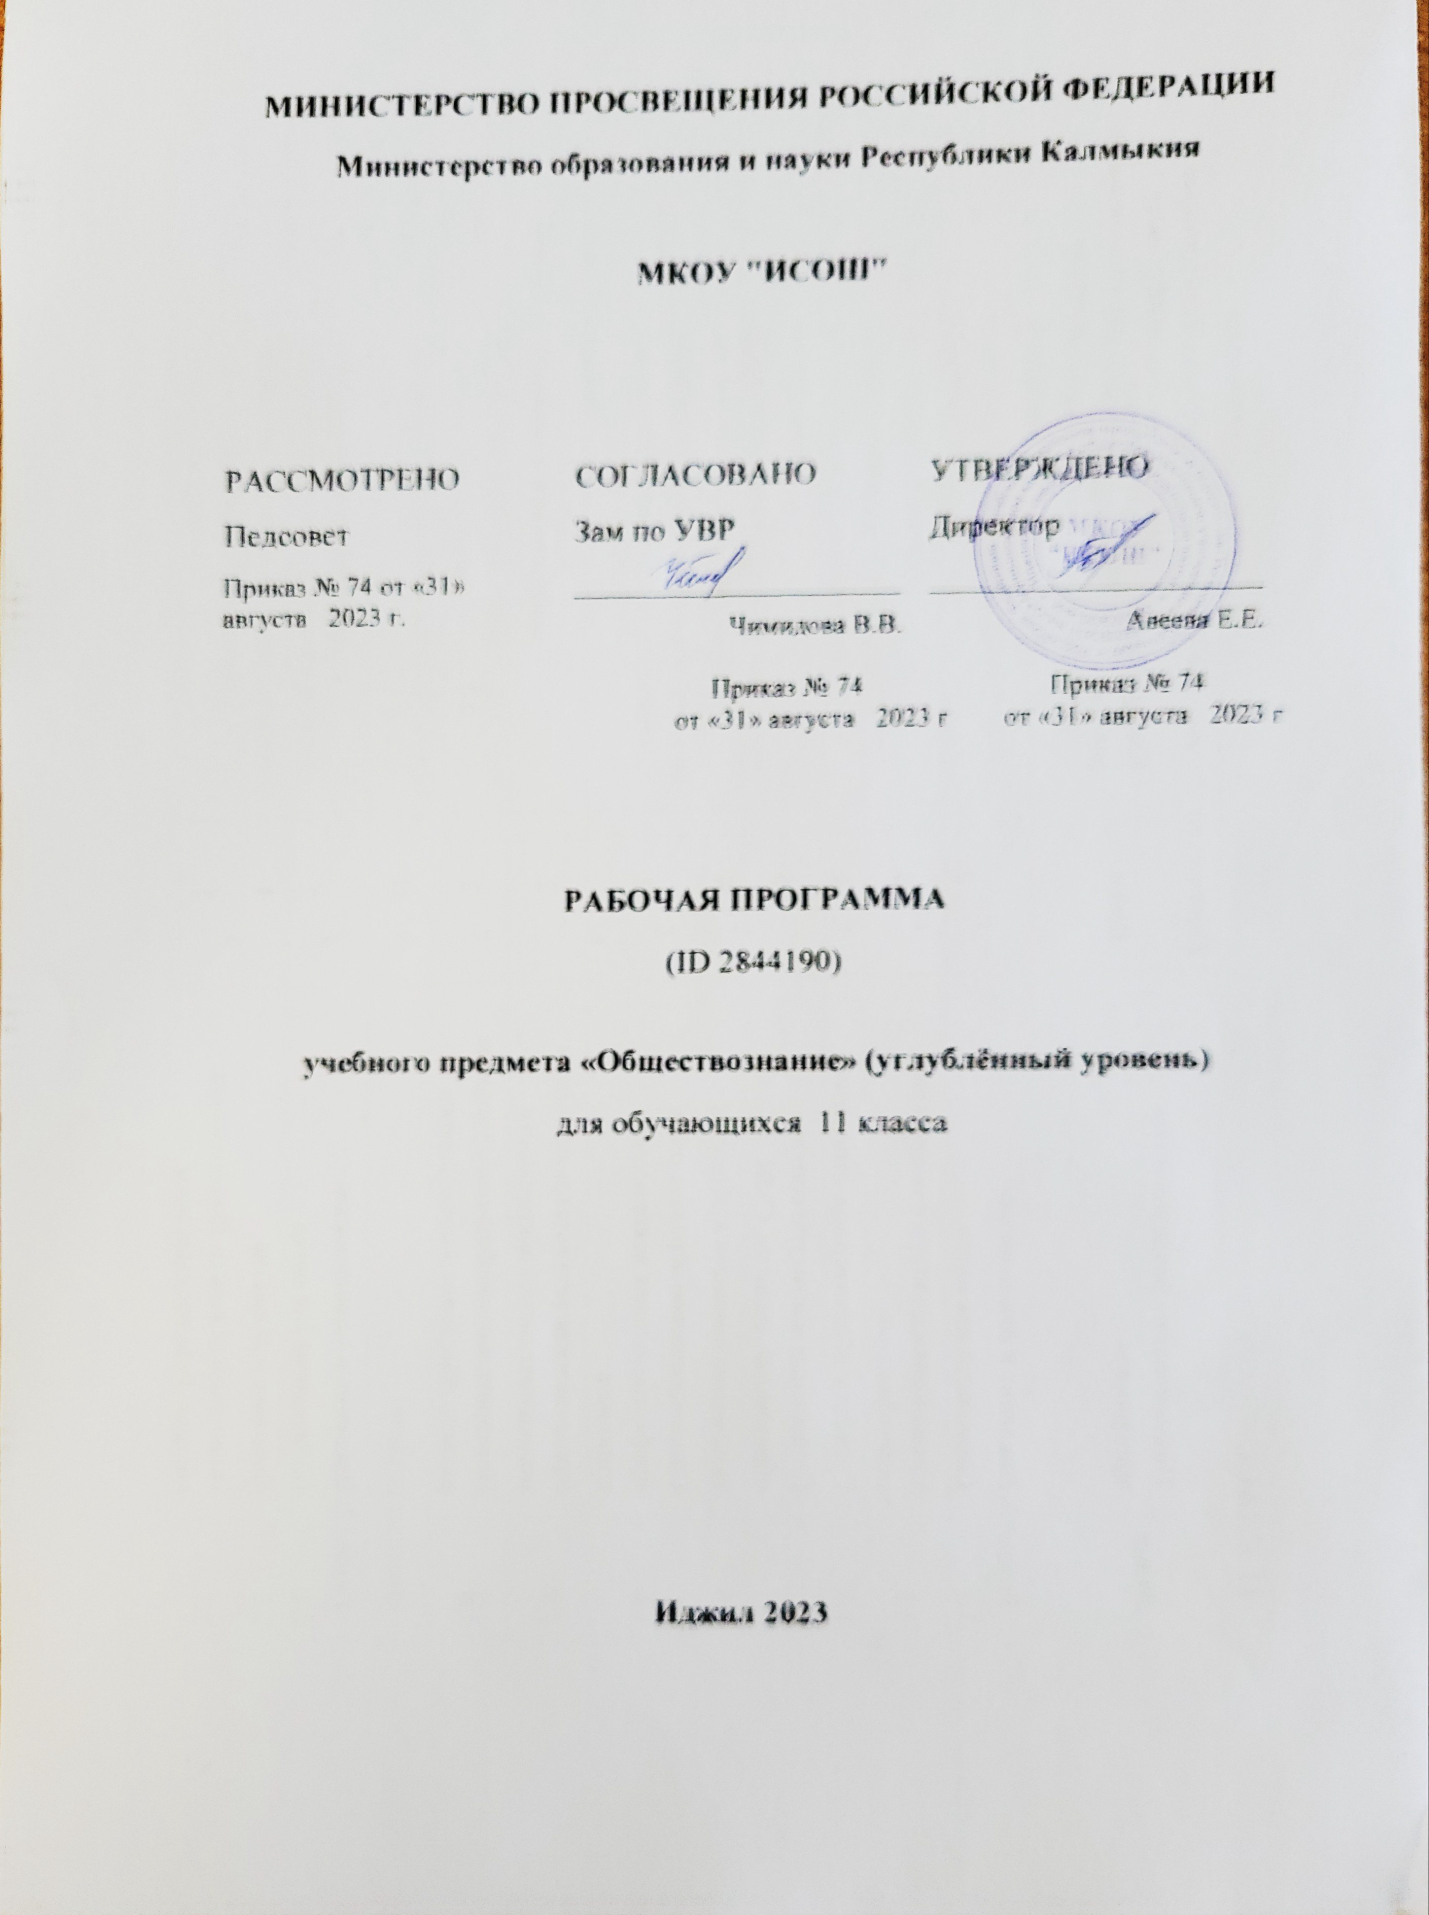 МИНИСТЕРСТВО ПРОСВЕЩЕНИЯ РОССИЙСКОЙ ФЕДЕРАЦИИ
Министерство образования и науки Республики Калмыкия
МКОУ "ИСОШ"
РАССМОТРЕНО
Педсовет
Приказ № 74 от «31»
августа 2023 г.
СОГЛАСОВАНО
Зам по УВР
Чимидова В.В.
Приказ № 74
от «31» августа 2023 г
УТВЕРЖДЕНО
Директор
МКОУ
"ИСОШ"
Авеева Е.Е.
Приказ № 74
от «31» августа 2023 г
РАБОЧАЯ ПРОГРАММА
(ID 2844190)
учебного предмета «Обществознание» (углублённый уровень)
для обучающихся 11 класса
Иджил 2023